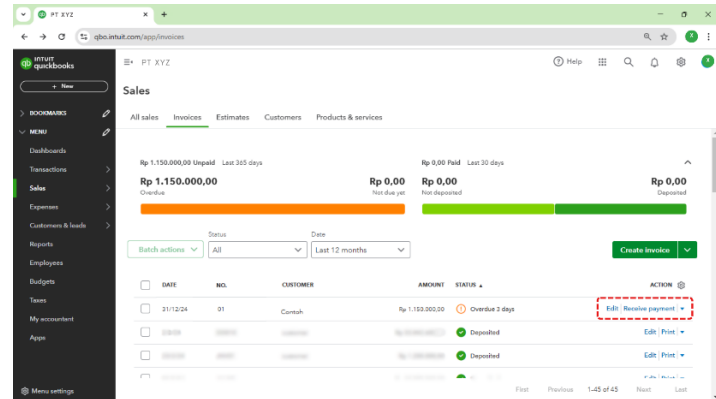 PT XYZ
qbo.intuit.com/app/invoices
X
INTUIT
quickbooks
PT XYZ
Help
+ New
Sales
BOOKMARKS
MENU
Dashboards
Transactions
Sales
Expenses
Customers & leads
Reports
Employees
Budgets
Taxes
My accountant
Apps
Menu settings
All sales Invoices Estimates Customers Products & services
Rp 1.150.000,00 Unpaid Last 365 days Rp 0,00 Paid Last 30 days
Rp 1.150.000,00 Rp 0,00 Rp 0,00 Rp 0,00
Overdue Not due yet Not deposited Deposited
Status Date
Batch actions All Last 12 months Create invoice
DATE NO. CUSTOMER AMOUNT STATUS ACTION
31/12/24 01 Contoh Rp 1.150.000,00 Overdue 3 days Edit Receive payment
Deposited Edit Print
Deposited Edit Print
First Previous 1-45 of 45 Next Last